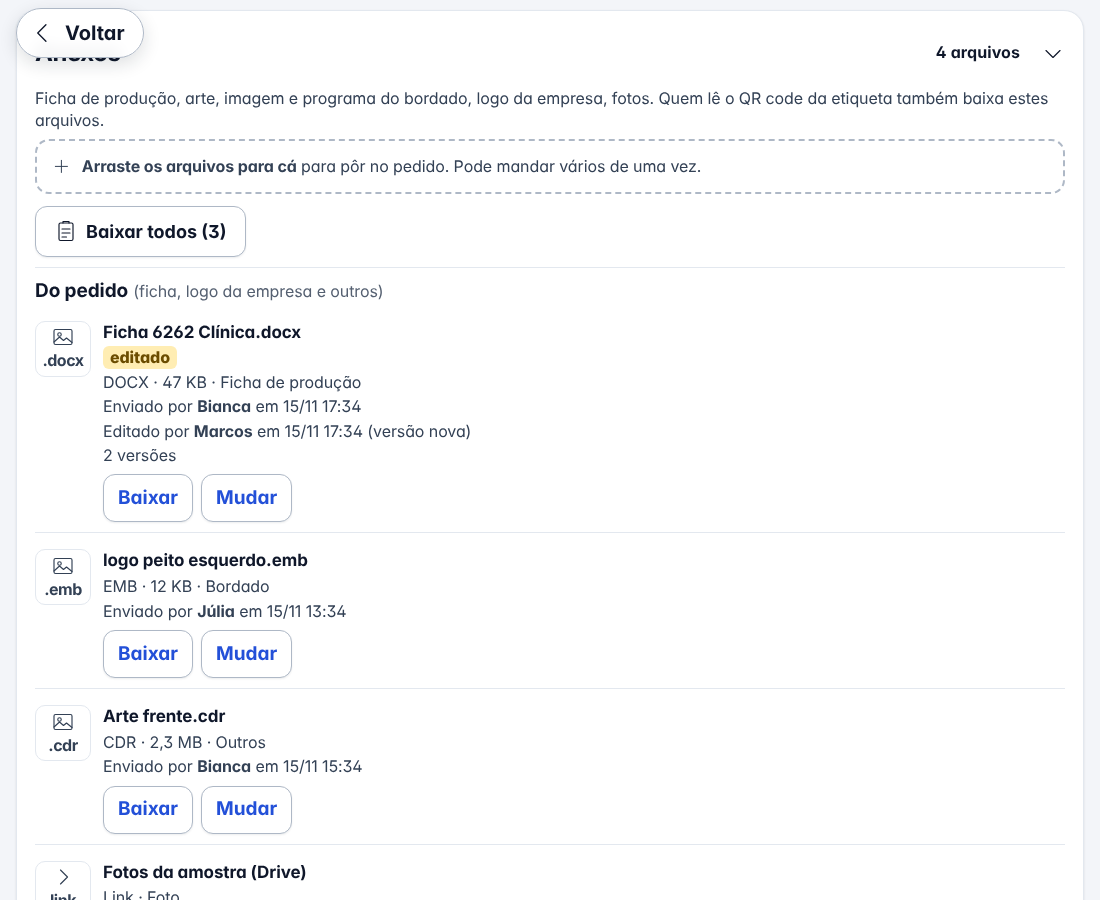 Voltar
Anexos
4 arquivos
Ficha de produção, arte, imagem e programa do bordado, logo da empresa, fotos. Quem lê o QR code da etiqueta também baixa estes
arquivos.
Arraste os arquivos para cá para pôr no pedido. Pode mandar vários de uma vez.
Baixar todos (3)
Do pedido (ficha, logo da empresa e outros)
.docx
Ficha 6262 Clínica.docx
editado
DOCX · 47 KB · Ficha de produção
Enviado por Bianca em 15/11 17:34
Editado por Marcos em 15/11 17:34 (versão nova)
2 versões
Baixar
Mudar
.emb
logo peito esquerdo.emb
EMB · 12 KB · Bordado
Enviado por Júlia em 15/11 13:34
Baixar
Mudar
.cdr
Arte frente.cdr
CDR · 2,3 MB · Outros
Enviado por Bianca em 15/11 15:34
Baixar
Mudar
link
Fotos da amostra (Drive)
Link · Foto